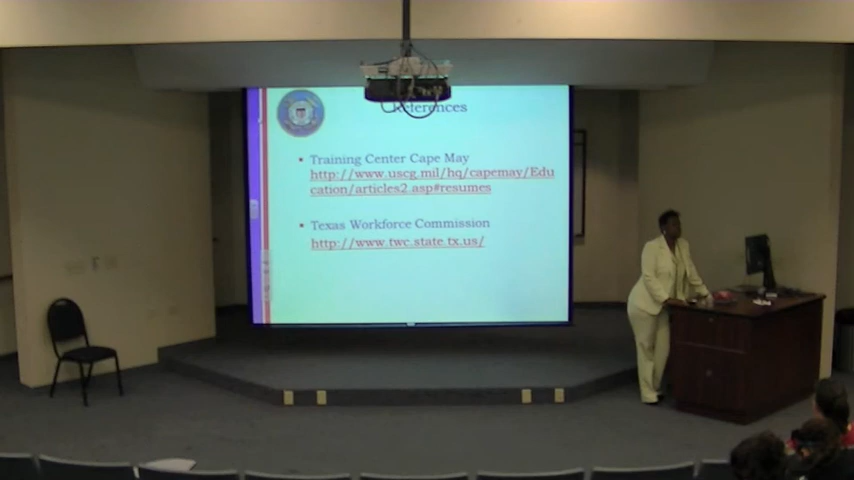 References
Training Center Cape May
http://www.uscg.mil/hq/capemay/Edu
cation/articles2.asp#resumes
Texas Workforce Commission
http://www.twc.state.tx.us/